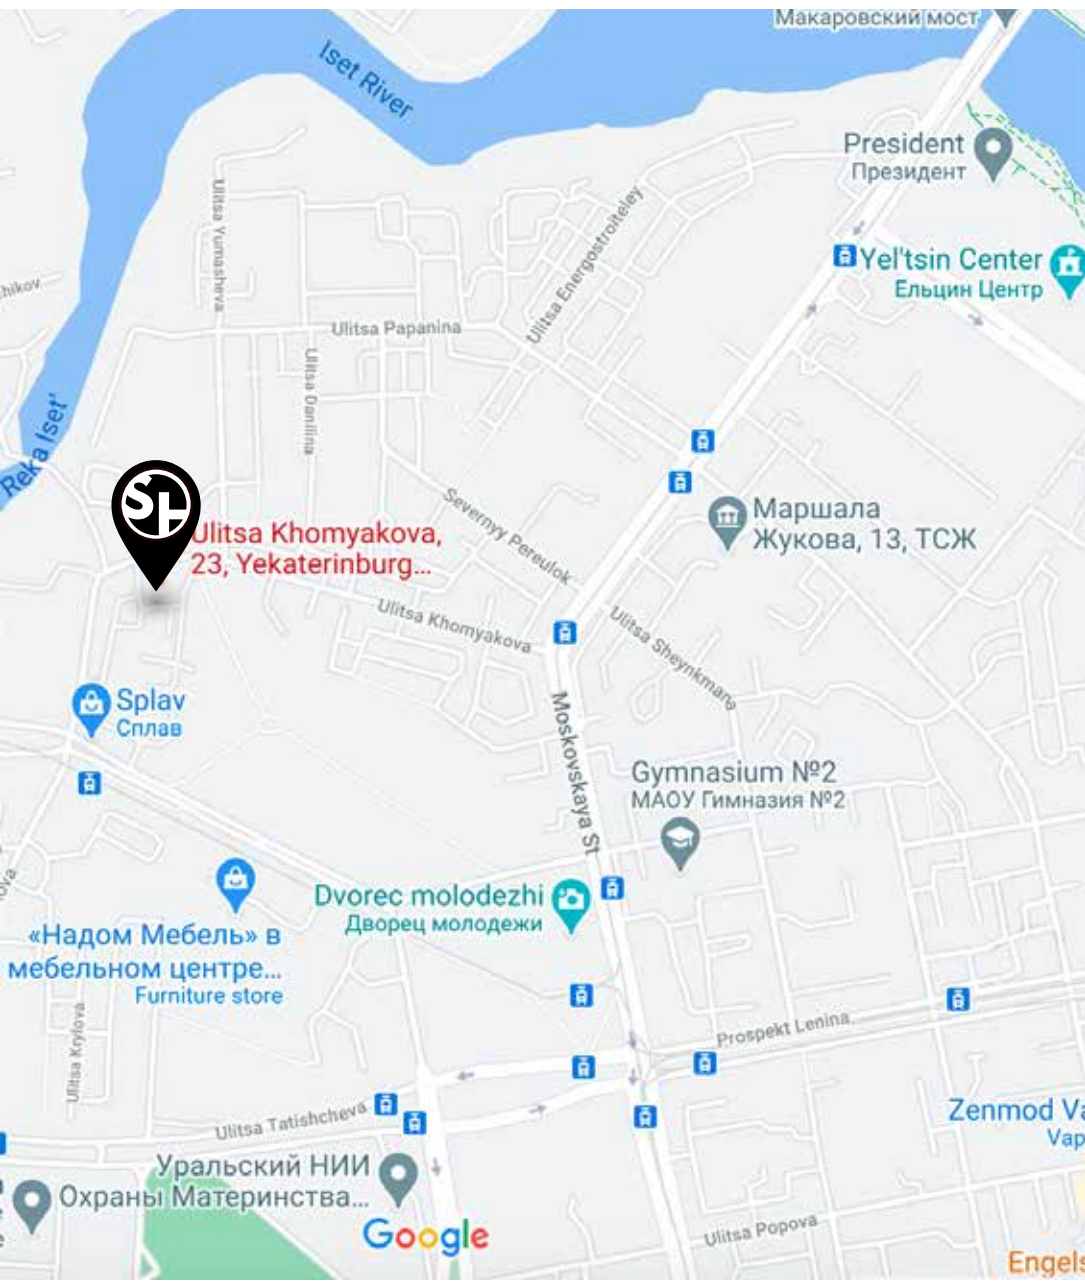 Макаровский мост
Iset River
President
Президент
Ulitsa Yumasheva
Ulitsa Energostroiteley
Yel'tsin Center
Ельцин Центр
hikov
Ulitsa Papanina
Ulitsa Danilina
Reka Iset'
SH
Severnyy Pereulok
Маршала
Жукова, 13, ТСЖ
Ulitsa Khomyakova,
23, Yekaterinburg...
Ulitsa Khomyakova
Ulitsa Sheynkmana
Splav
Сплав
Moskovskaya St
Gymnasium №2
МАОУ Гимназия №2
ova
Dvorec molodezhi
Дворец молодежи
«Надом Мебель» в
мебельном центре...
Furniture store
Ulitsa Krylova
Prospekt Lenina
Ulitsa Tatishcheva
Zenmod Va
Vap
Уральский НИИ
Охраны Материнства...
Google
Ulitsa Popova
Engels